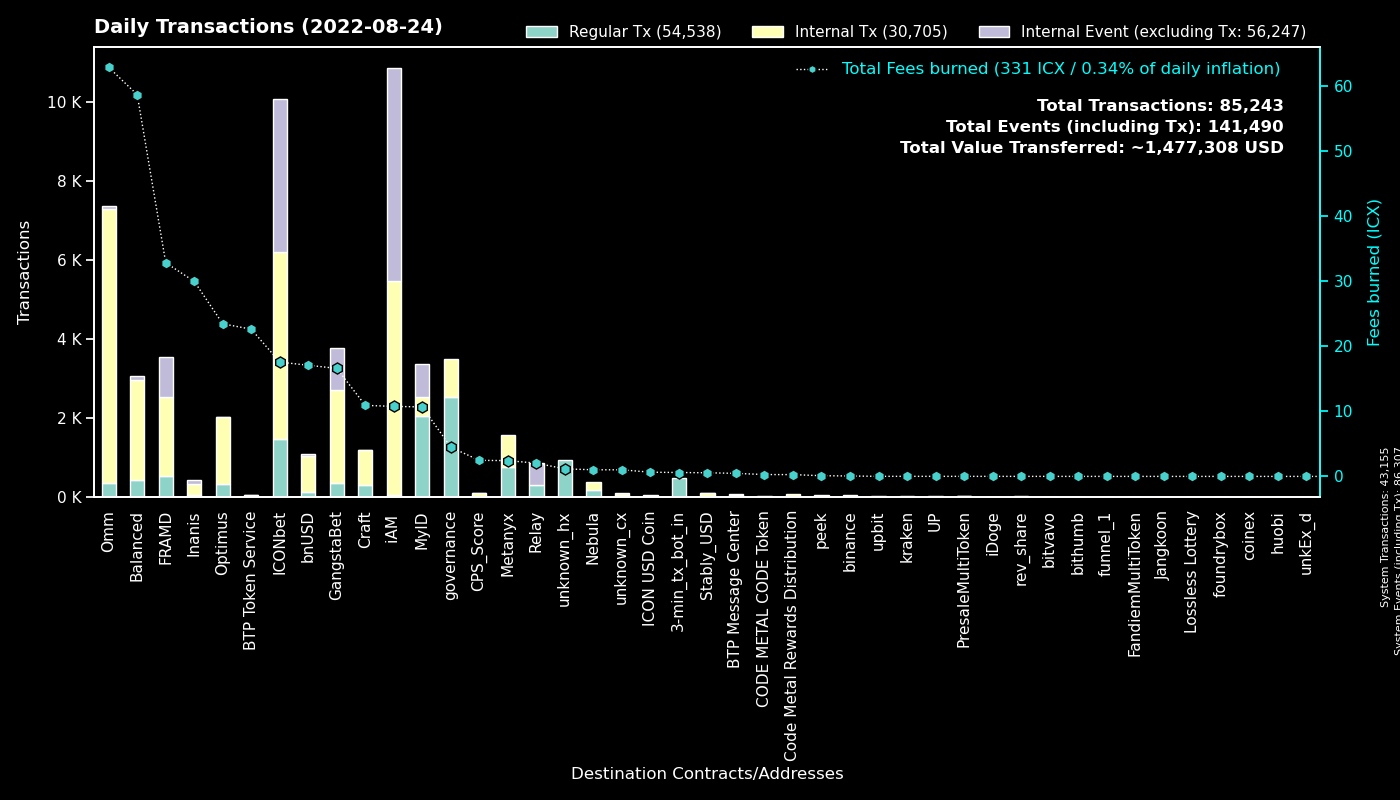 Daily Transactions (2022-08-24)
Regular Tx (54,538)
Internal Tx (30,705)
Internal Event (excluding Tx: 56,247)
Total Fees burned (331 ICX / 0.34% of daily inflation)
Total Transactions: 85,243
Total Events (including Tx): 141,490
Total Value Transferred: ~1,477,308 USD
Transactions
10 K
8 K
6 K
4 K
2 K
0 K
60
50
40
30
20
10
0
Fees burned (ICX)
Omm
Balanced
FRAMD
Inanis
Optimus
BTP Token Service
ICONbet
bnUSD
GangstaBet
Craft
iAM
MyID
governance
CPS_Score
Metanyx
Relay
unknown_hx
Nebula
unknown_cx
ICON USD Coin
3-min_tx_bot_in
Stably_USD
BTP Message Center
CODE METAL CODE Token
Code Metal Rewards Distribution
peek
binance
upbit
kraken
UP
PresaleMultiToken
iDoge
rev_share
bitvavo
bithumb
funnel_1
FandiemMultiToken
Jangkoon
Lossless Lottery
foundrybox
coinex
huobi
unkEx_d
Destination Contracts/Addresses
System Transactions: 43,155
System Events (including Tx): 86,307